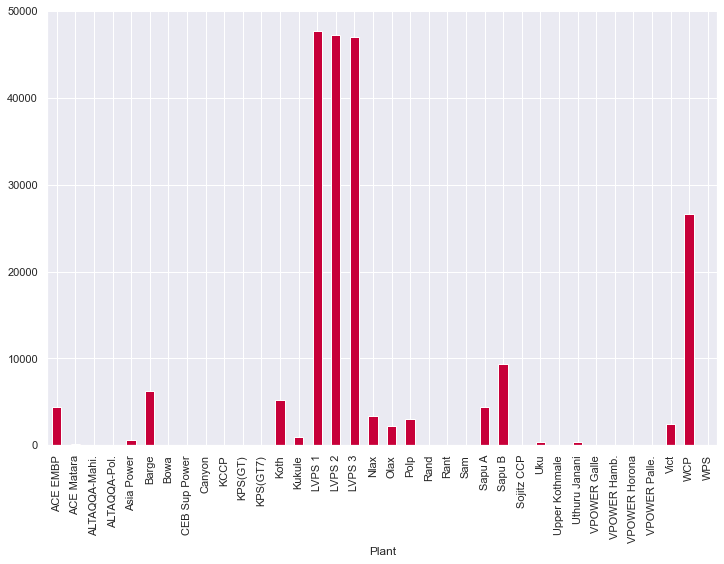 50000
40000
30000
20000
10000
0
ACE EMBP
ACE Matara
ALTAQQA-Mahi.
ALTAQQA-Pol.
Asia Power
Barge
Bowa
CEB Sup Power
Canyon
KCCP
KPS(GT)
KPS(GT7)
Koth
Kukule
LVPS 1
LVPS 2
LVPS 3
Nlax
Olax
Polp
Rand
Rant
Sam
Sapu A
Sapu B
Sojitz CCP
Uku
Upper Kothmale
Uthuru Janani
VPOWER Galle
VPOWER Hamb.
VPOWER Horona
VPOWER Palle.
Vict
WCP
WPS
Plant